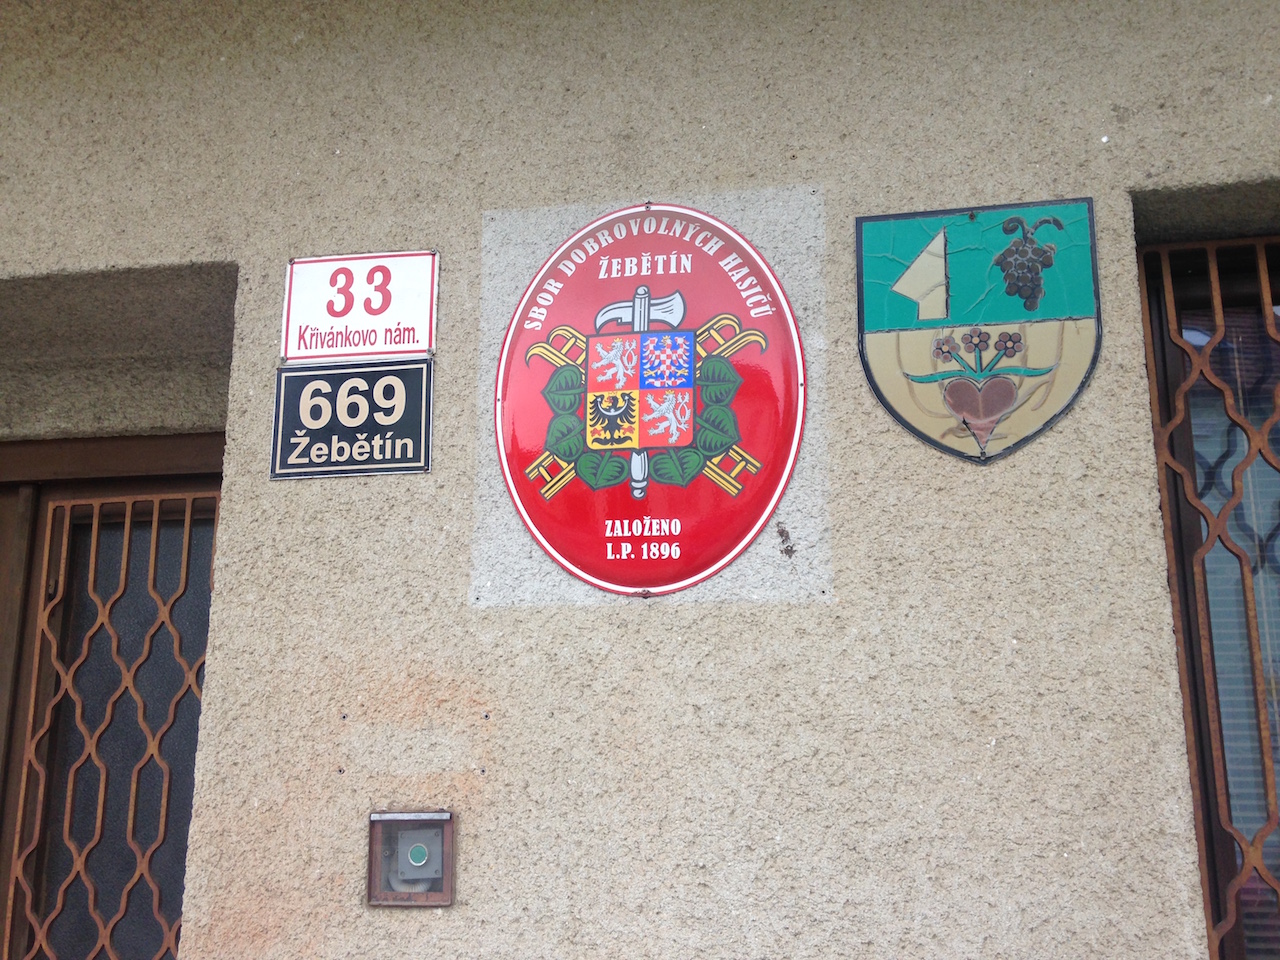 33
Křivánkovo nám.
669
Žebětín
SBOR DOBROVOLNÝCH HASIČŮ
ŽEBĚTÍN
ZALOŽENO
L.P. 1896